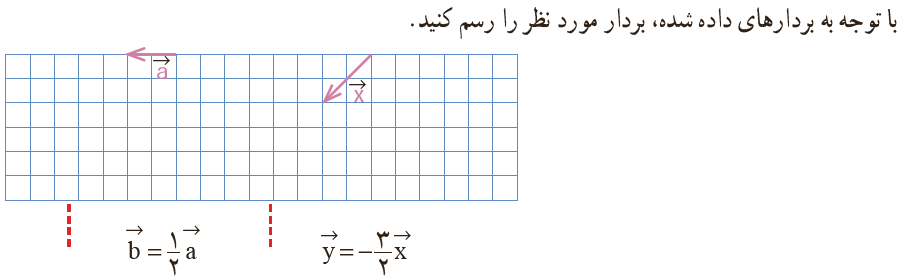 با توجه به بردارهای داده شده، بردار مورد نظر را رسم کنید.
a⃗
x⃗
b⃗ = ۱/۲ a⃗
y⃗ = −۳/۲ x⃗